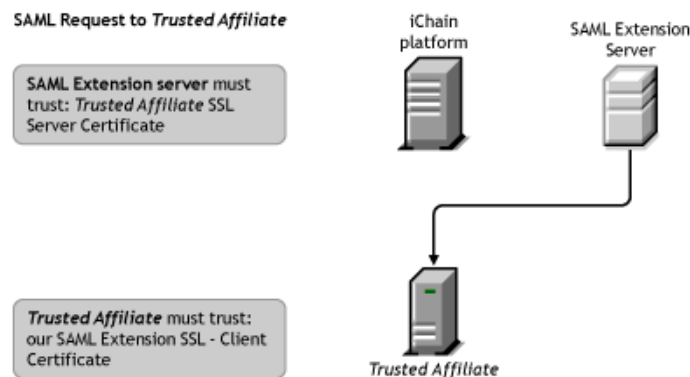 SAML Request to Trusted Affiliate
iChain
platform
SAML Extension
Server
SAML Extension server must
trust: Trusted Affiliate SSL
Server Certificate
Trusted Affiliate must trust:
our SAML Extension SSL - Client
Certificate
Trusted Affiliate